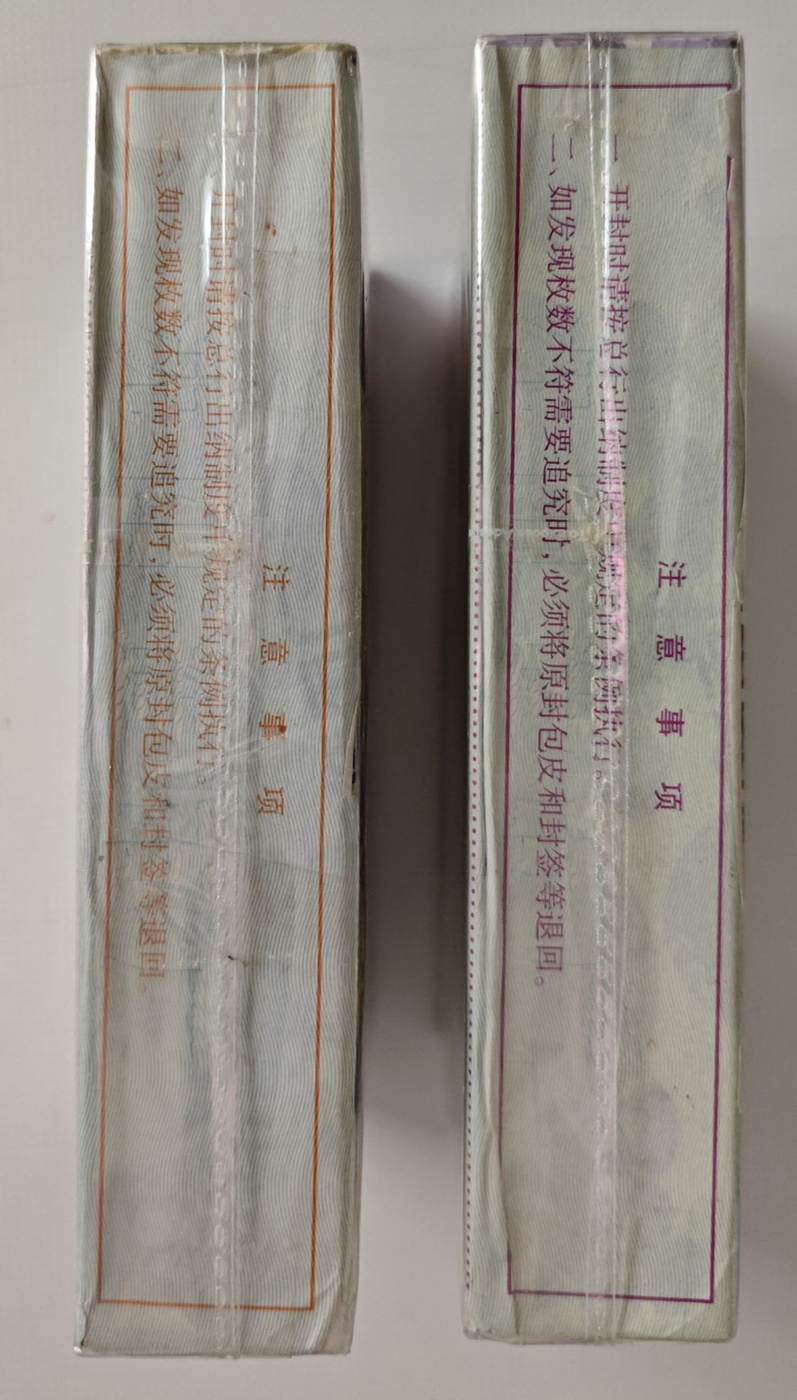 注意事项
开封时请按总行出纳制度中规定的条例执行。
二、如发现枚数不符需要追究时,必须将原封包皮和封签等退回。
注意事项
一、开封时请按总行出纳制度中规定的条例执行。
二、如发现枚数不符需要追究时,必须将原封包皮和封签等退回。